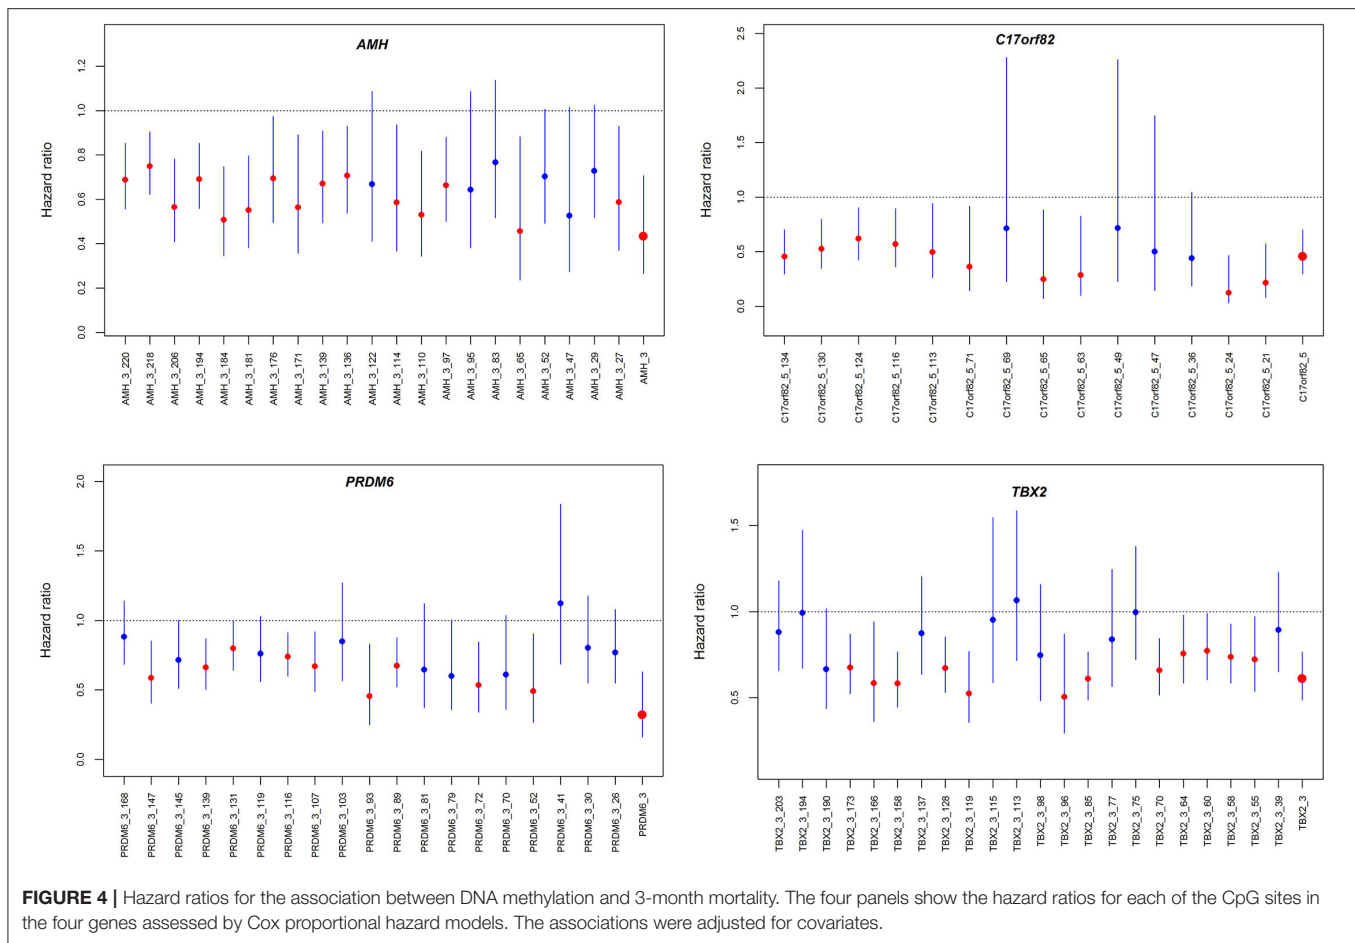 AMH
Hazard ratio
1.2
1.0
0.8
0.6
0.4
0.2
0.0
AMH_3_220
AMH_3_218
AMH_3_206
AMH_3_194
AMH_3_184
AMH_3_181
AMH_3_176
AMH_3_171
AMH_3_139
AMH_3_136
AMH_3_122
AMH_3_114
AMH_3_110
AMH_3_97
AMH_3_95
AMH_3_83
AMH_3_65
AMH_3_52
AMH_3_47
AMH_3_29
AMH_3_27
AMH_3
C17orf82
Hazard ratio
2.5
2.0
1.5
1.0
0.5
0.0
C17orf82_5_134
C17orf82_5_130
C17orf82_5_124
C17orf82_5_116
C17orf82_5_113
C17orf82_5_71
C17orf82_5_69
C17orf82_5_65
C17orf82_5_63
C17orf82_5_49
C17orf82_5_47
C17orf82_5_36
C17orf82_5_24
C17orf82_5_21
C17orf82_5
PRDM6
Hazard ratio
2.0
1.5
1.0
0.5
0.0
PRDM6_3_168
PRDM6_3_147
PRDM6_3_145
PRDM6_3_139
PRDM6_3_131
PRDM6_3_119
PRDM6_3_116
PRDM6_3_107
PRDM6_3_103
PRDM6_3_93
PRDM6_3_89
PRDM6_3_81
PRDM6_3_79
PRDM6_3_72
PRDM6_3_70
PRDM6_3_52
PRDM6_3_41
PRDM6_3_30
PRDM6_3_26
PRDM6_3
TBX2
Hazard ratio
1.5
1.0
0.5
TBX2_3_203
TBX2_3_194
TBX2_3_190
TBX2_3_173
TBX2_3_166
TBX2_3_158
TBX2_3_137
TBX2_3_128
TBX2_3_119
TBX2_3_115
TBX2_3_113
TBX2_3_98
TBX2_3_96
TBX2_3_85
TBX2_3_77
TBX2_3_75
TBX2_3_70
TBX2_3_64
TBX2_3_60
TBX2_3_58
TBX2_3_55
TBX2_3_39
TBX2_3
FIGURE 4 | Hazard ratios for the association between DNA methylation and 3-month mortality. The four panels show the hazard ratios for each of the CpG sites in
the four genes assessed by Cox proportional hazard models. The associations were adjusted for covariates.